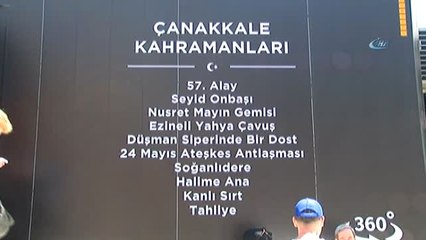 ÇANAKKALE
KAHRAMANLARI
57. Alay
Seyid Onbaşı
Nusret Mayın Gemisi
Ezineli Yahya Çavuş
Düşman Siperinde Bir Dost
24 Mayıs Ateşkes Antlaşması
Soğanlıdere
Halime Ana
Kanlı Sırt
Tahliye
360°